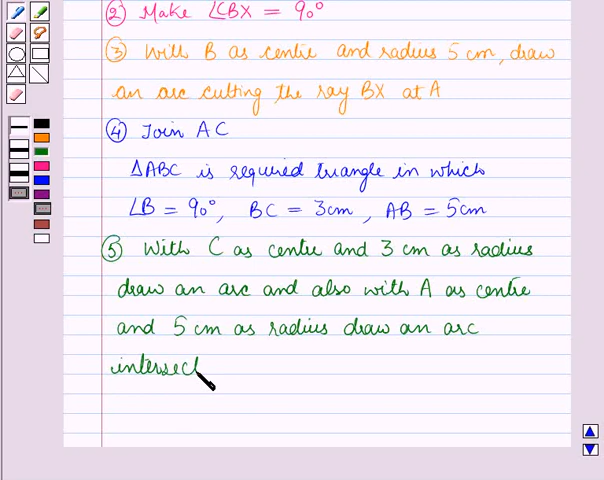 ② Make ∠CBX = 90°
③ With B as centre and radius 5 cm, draw
an arc cutting the ray BX at A
④ Join AC
△ABC is required triangle in which
∠B = 90°, BC = 3cm, AB = 5cm
⑤ With C as centre and 3 cm as radius
draw an arc and also with A as centre
and 5 cm as radius draw an arc
intersect